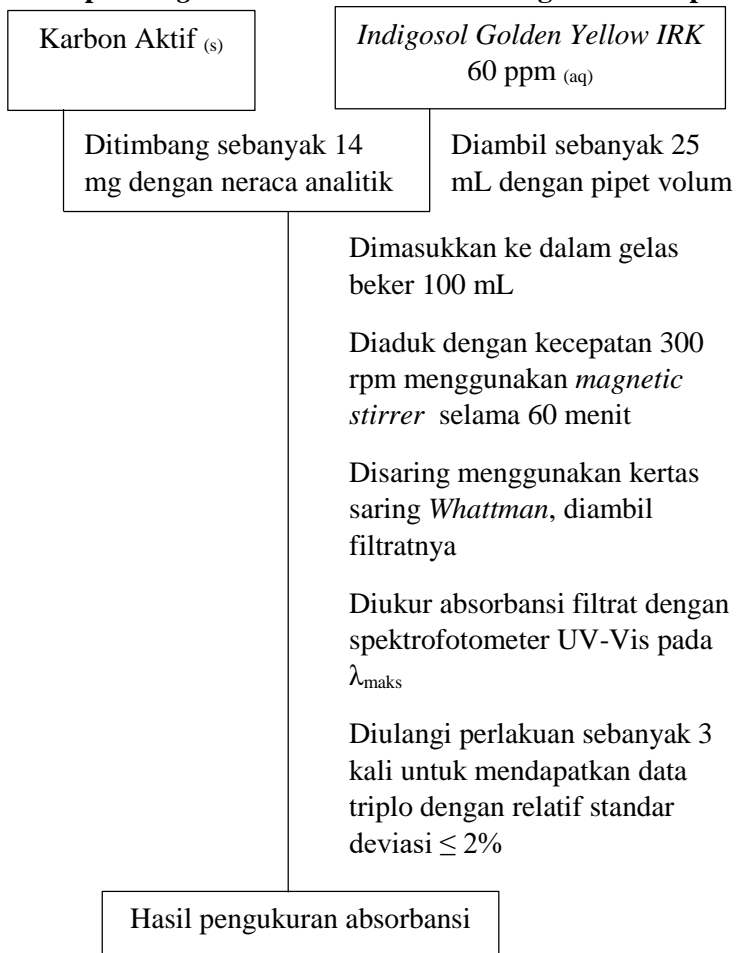 Karbon Aktif (s)
Indigosol Golden Yellow IRK
60 ppm (aq)
Ditimbang sebanyak 14
mg dengan neraca analitik
Diambil sebanyak 25
mL dengan pipet volum
Dimasukkan ke dalam gelas
beker 100 mL
Diaduk dengan kecepatan 300
rpm menggunakan magnetic
stirrer selama 60 menit
Disaring menggunakan kertas
saring Whattman, diambil
filtratnya
Diukur absorbansi filtrat dengan
spektrofotometer UV-Vis pada
λmaks
Diulangi perlakuan sebanyak 3
kali untuk mendapatkan data
triplo dengan relatif standar
deviasi ≤ 2%
Hasil pengukuran absorbansi